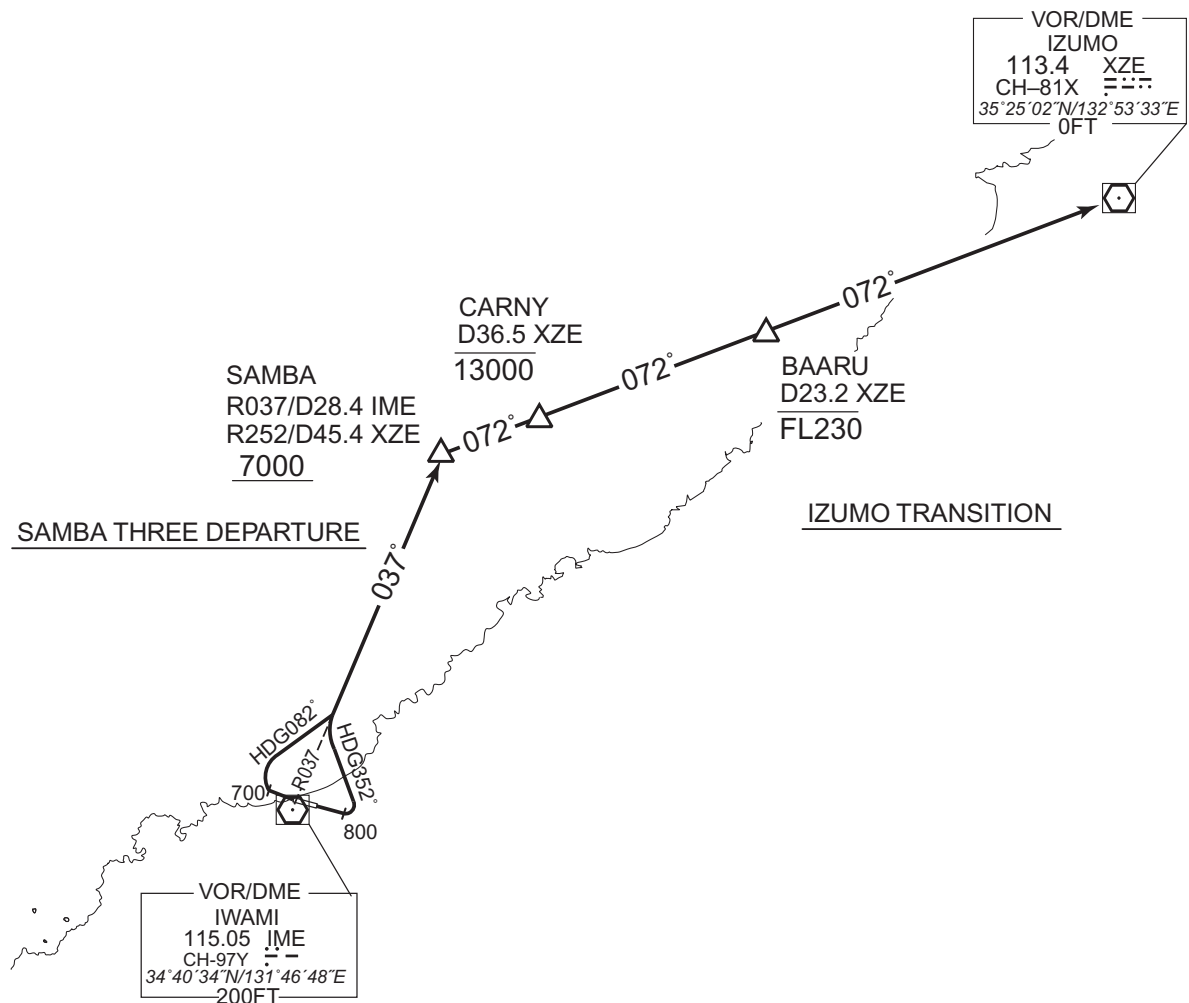 VOR/DME
IZUMO
113.4 XZE
CH–81X
35°25´02˝N/132°53´33˝E
0FT
072°
CARNY
D36.5 XZE
13000
072°
BAARU
D23.2 XZE
FL230
SAMBA
R037/D28.4 IME
R252/D45.4 XZE
7000
072°
SAMBA THREE DEPARTURE
IZUMO TRANSITION
037°
HDG082°
R037
HDG352°
700
800
VOR/DME
IWAMI
115.05 IME
CH-97Y
34°40´34˝N/131°46´48˝E
200FT